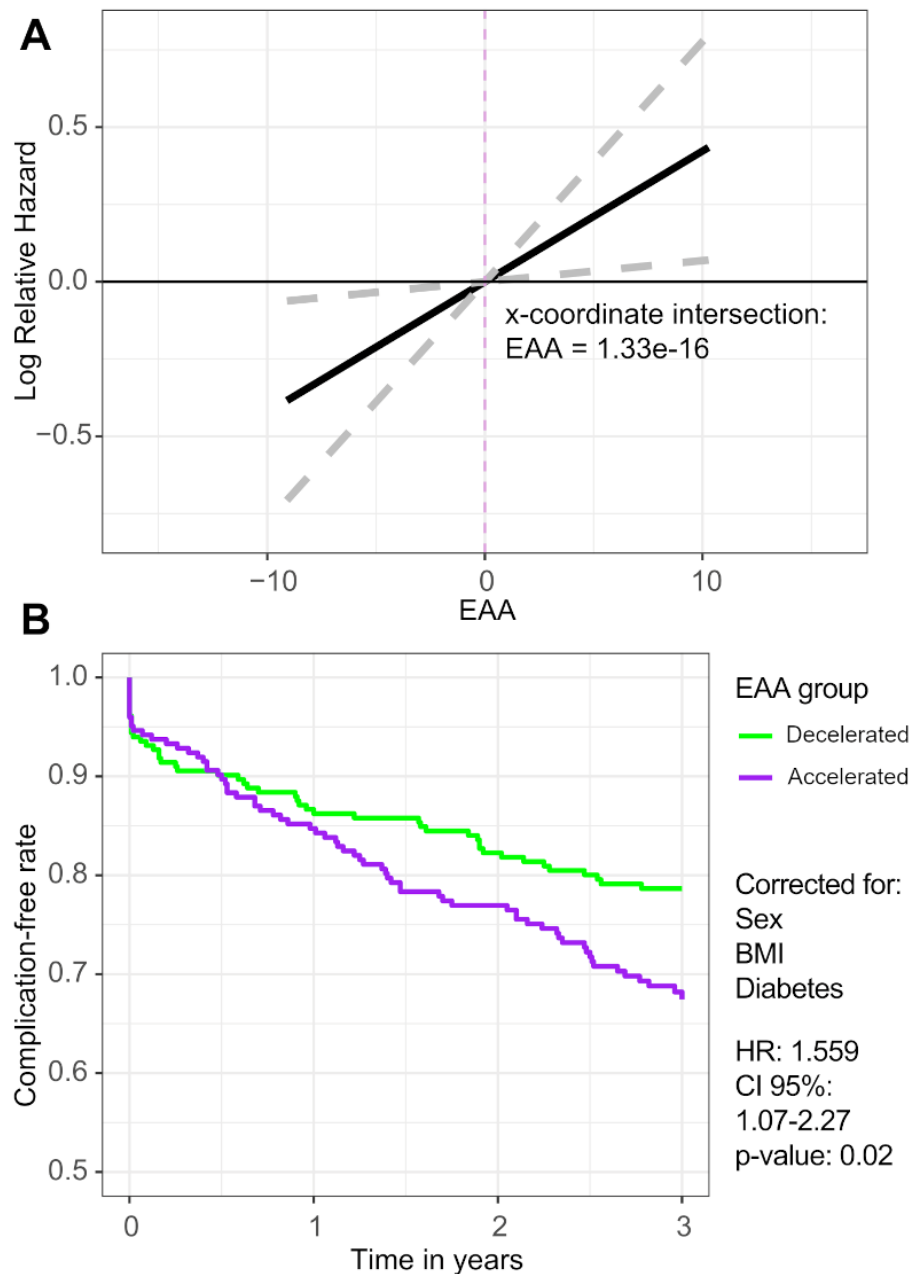 A
Log Relative Hazard
0.5
0.0
−0.5
x-coordinate intersection:
EAA = 1.33e-16
−10
0
10
EAA
B
Complication-free rate
1.0
0.9
0.8
0.7
0.6
0.5
0
1
2
3
Time in years
EAA group
Decelerated
Accelerated
Corrected for:
Sex
BMI
Diabetes
HR: 1.559
CI 95%:
1.07-2.27
p-value: 0.02